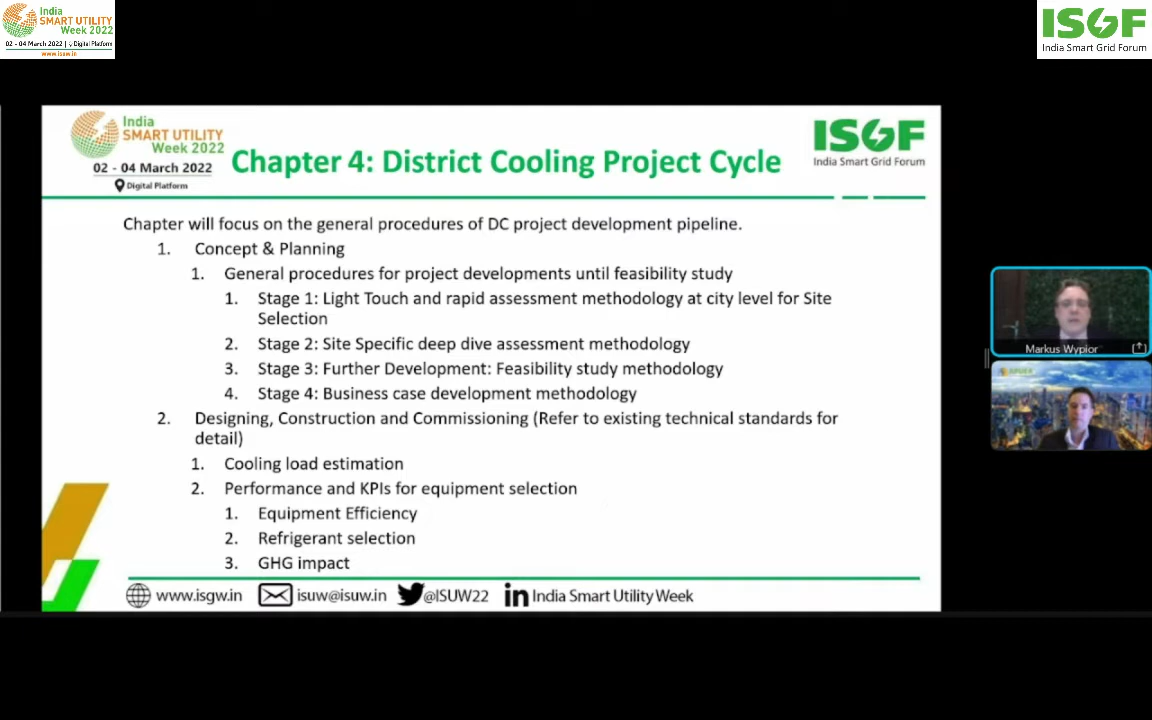 India
SMART UTILITY
Week 2022
02 - 04 March 2022 | Digital Platform
www.isuw.in
ISGF
India Smart Grid Forum
India
SMART UTILITY
Week 2022
02 - 04 March 2022
Digital Platform
ISGF
India Smart Grid Forum
Chapter 4: District Cooling Project Cycle
Chapter will focus on the general procedures of DC project development pipeline.
1. Concept & Planning
1. General procedures for project developments until feasibility study
1. Stage 1: Light Touch and rapid assessment methodology at city level for Site
Selection
2. Stage 2: Site Specific deep dive assessment methodology
3. Stage 3: Further Development: Feasibility study methodology
4. Stage 4: Business case development methodology
2. Designing, Construction and Commissioning (Refer to existing technical standards for
detail)
1. Cooling load estimation
2. Performance and KPIs for equipment selection
1. Equipment Efficiency
2. Refrigerant selection
3. GHG impact
www.isgw.in isuw@isuw.in @ISUW22 in India Smart Utility Week
Markus Wypior